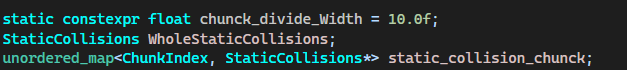 static constexpr float chunck_divide_Width = 10.0f;
StaticCollisions WholeStaticCollisions;
unordered_map<ChunkIndex, StaticCollisions*> static_collision_chunck;